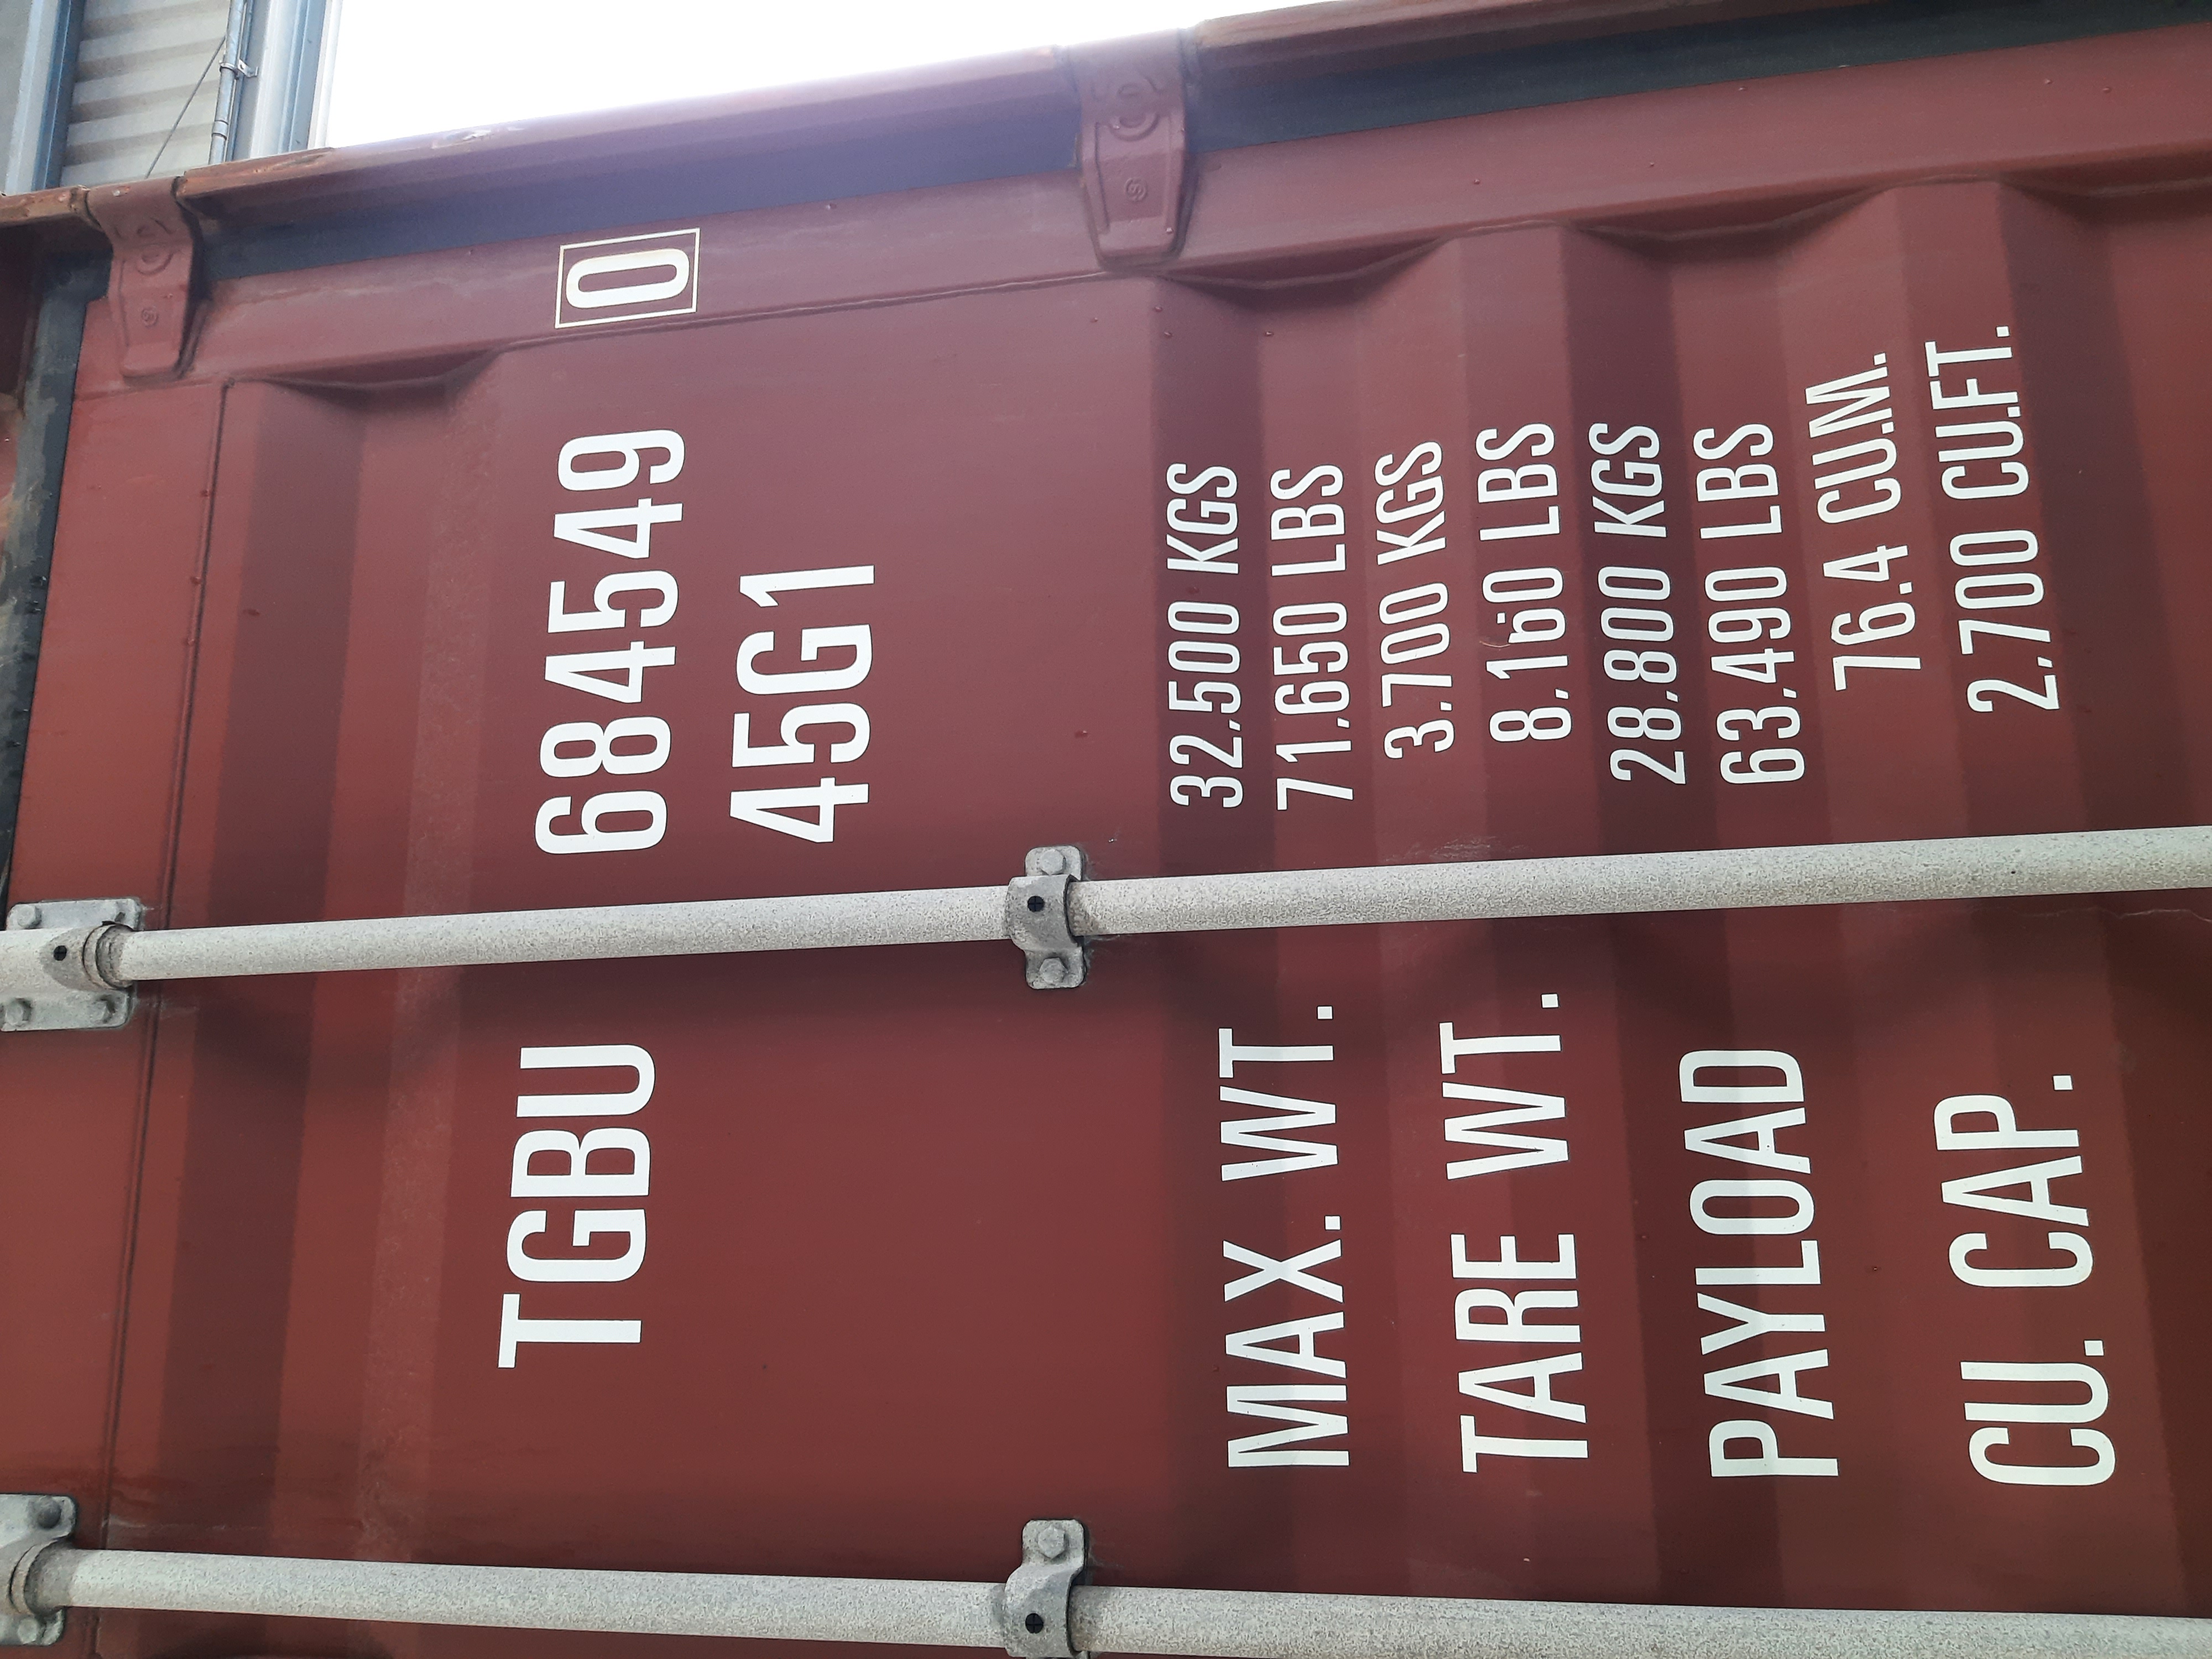 TGBU 684549 0
45G1
MAX. WT. 32.500 KGS
71.650 LBS
TARE WT. 3.700 KGS
8.160 LBS
PAYLOAD 28.800 KGS
63.490 LBS
CU. CAP. 76.4 CU.M.
2.700 CU.FT.